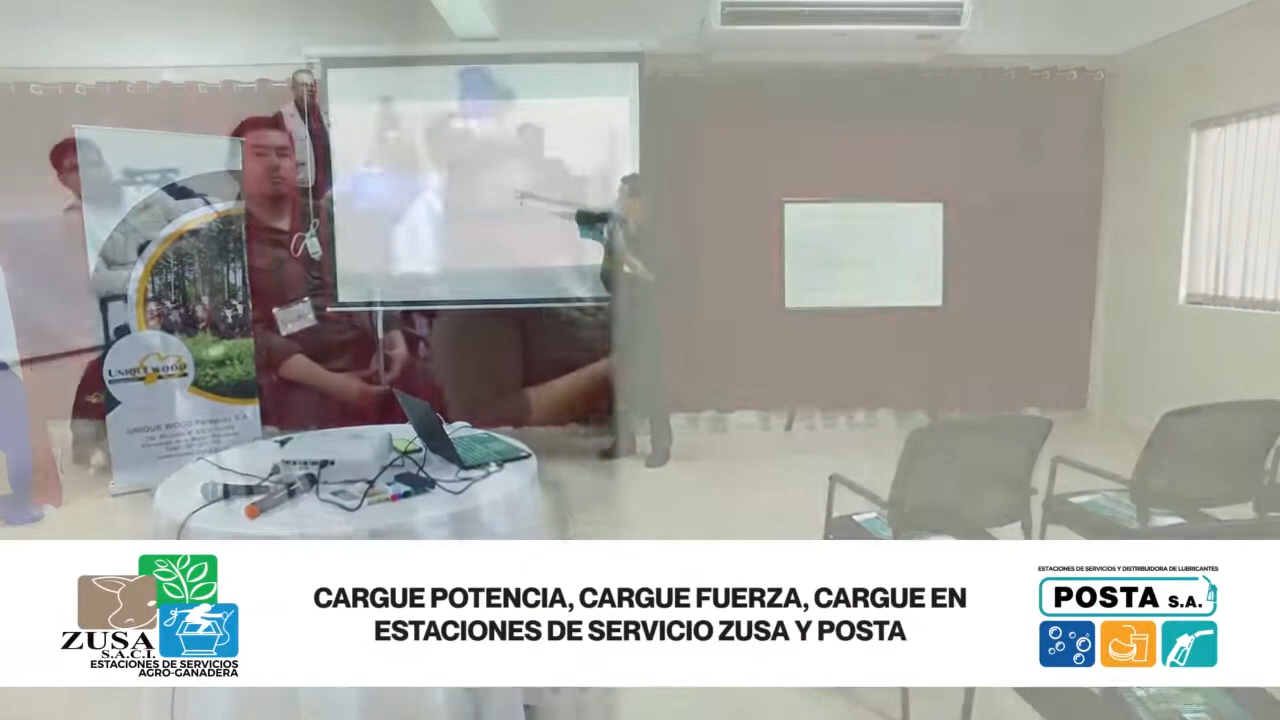 UNIQUE WOOD
UNIQUE WOOD Paraguay S.A.
ZUSA
S.A.C.I.
ESTACIONES DE SERVICIOS
AGRO-GANADERA
CARGUE POTENCIA, CARGUE FUERZA, CARGUE EN
ESTACIONES DE SERVICIO ZUSA Y POSTA
ESTACIONES DE SERVICIOS Y DISTRIBUIDORA DE LUBRICANTES
POSTA S.A.